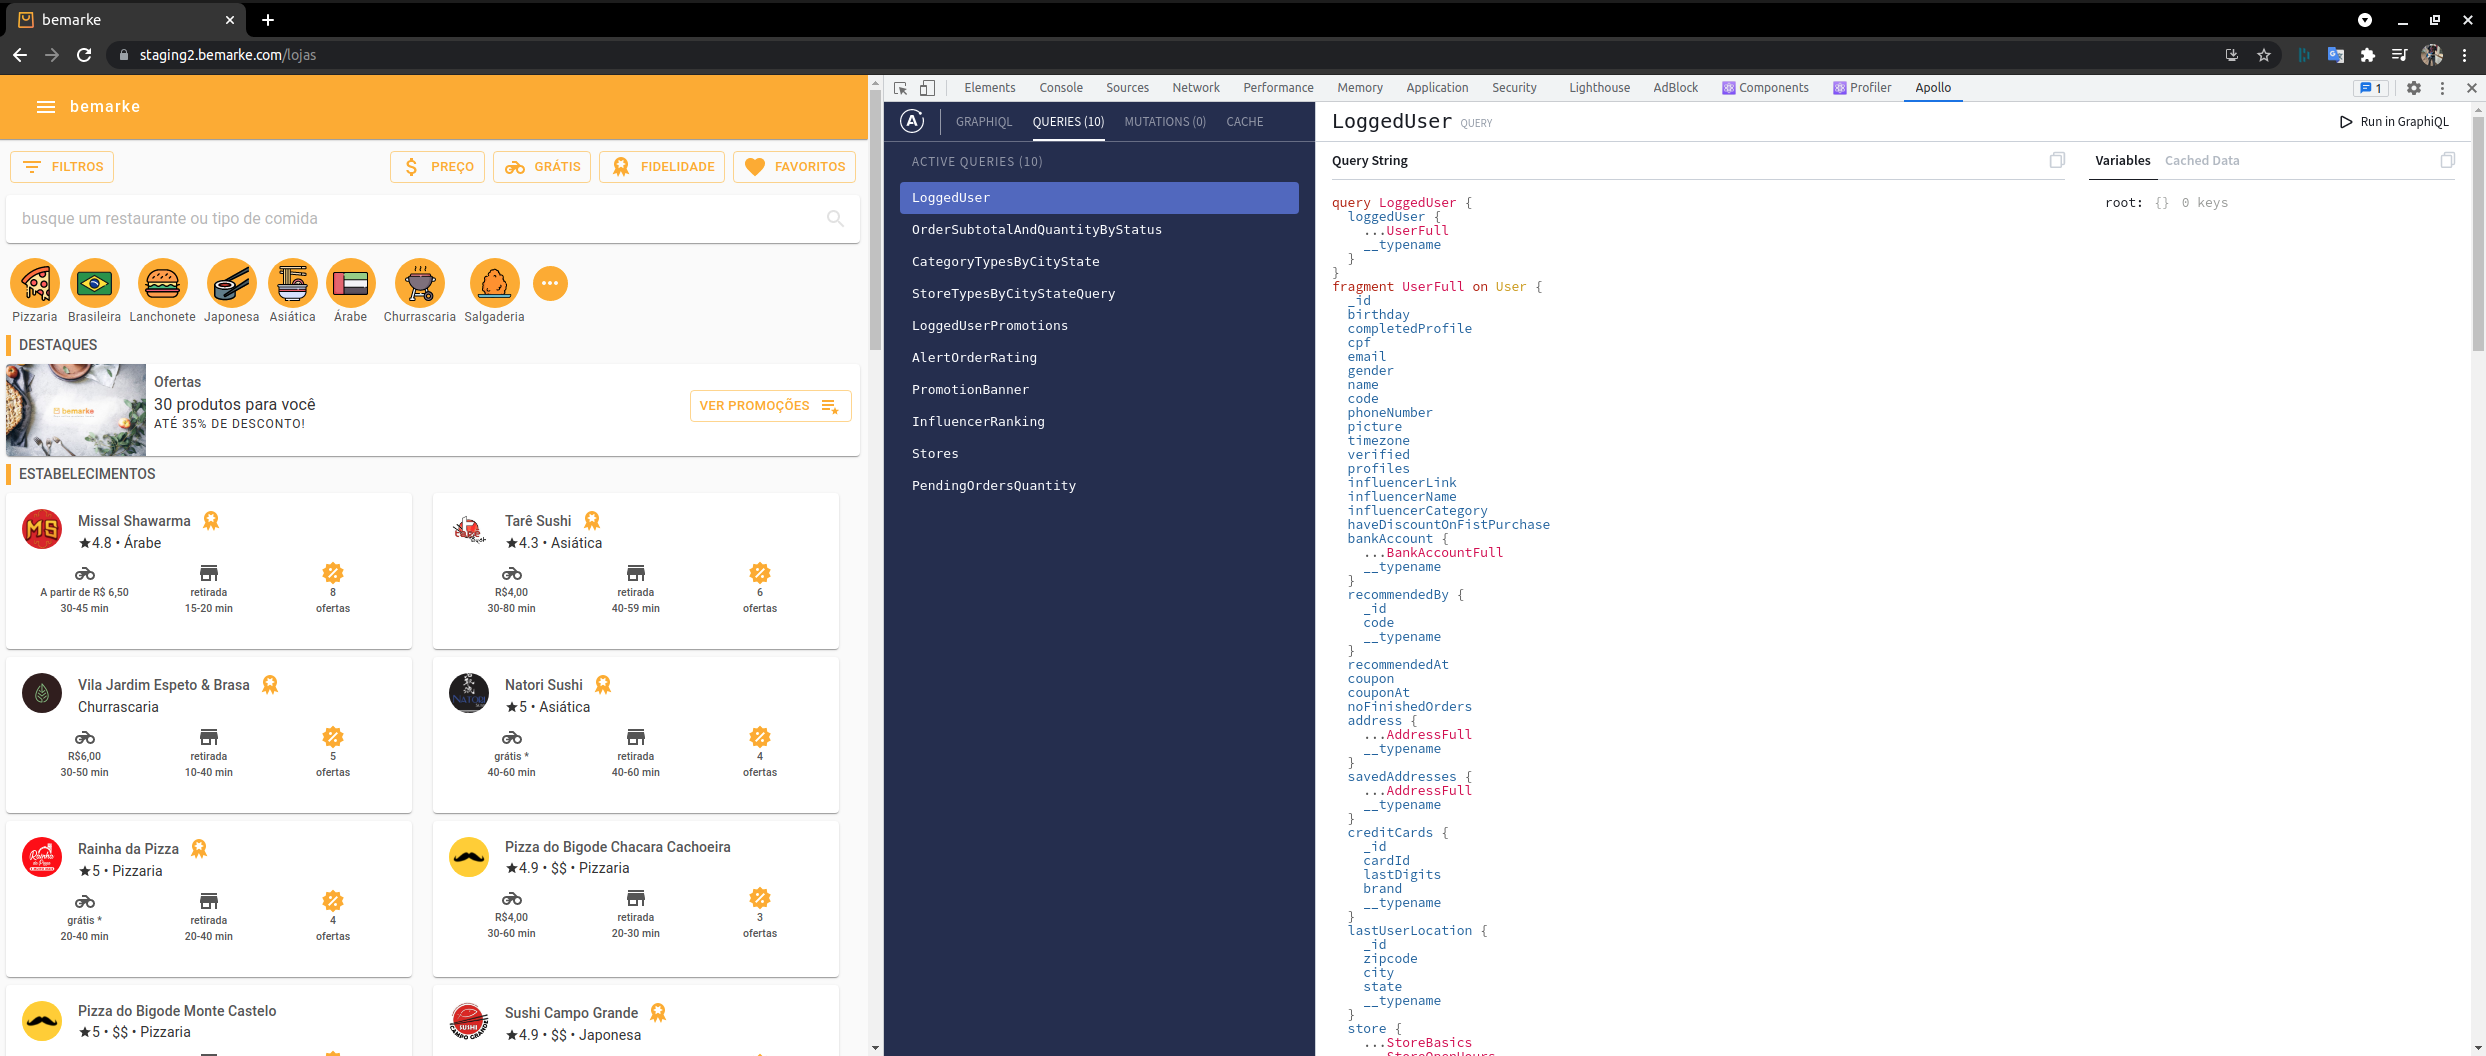 bemarke
staging2.bemarke.com/lojas
bemarke
FILTROS
PREÇO
GRÁTIS
FIDELIDADE
FAVORITOS
busque um restaurante ou tipo de comida
Pizzaria
Brasileira
Lanchonete
Japonesa
Asiática
Árabe
Churrascaria
Salgaderia
DESTAQUES
bemarke
Ofertas
30 produtos para você
ATÉ 35% DE DESCONTO!
VER PROMOÇÕES
ESTABELECIMENTOS
MS
Missal Shawarma
★4.8 • Árabe
A partir de R$ 6,50
30-45 min
retirada
15-20 min
8
ofertas
Tarê Sushi
★4.3 • Asiática
R$4,00
30-80 min
retirada
40-59 min
6
ofertas
Vila Jardim Espeto & Brasa
Churrascaria
R$6,00
30-50 min
retirada
10-40 min
5
ofertas
NATORI
Natori Sushi
★5 • Asiática
grátis *
40-60 min
retirada
40-60 min
4
ofertas
Rainha da Pizza
★5 • Pizzaria
grátis *
20-40 min
retirada
20-40 min
4
ofertas
Pizza do Bigode Chacara Cachoeira
★4.9 • $$ • Pizzaria
R$4,00
30-60 min
retirada
20-30 min
3
ofertas
Pizza do Bigode Monte Castelo
★5 • $$ • Pizzaria
SUSHI
CAMPO GRANDE
Sushi Campo Grande
★4.9 • $$ • Japonesa
Elements
Console
Sources
Network
Performance
Memory
Application
Security
Lighthouse
AdBlock
Components
Profiler
Apollo
1
A
GRAPHIQL
QUERIES (10)
MUTATIONS (0)
CACHE
ACTIVE QUERIES (10)
LoggedUser
OrderSubtotalAndQuantityByStatus
CategoryTypesByCityState
StoreTypesByCityStateQuery
LoggedUserPromotions
AlertOrderRating
PromotionBanner
InfluencerRanking
Stores
PendingOrdersQuantity
LoggedUser QUERY
Run in GraphiQL
Query String
query LoggedUser {
loggedUser {
...UserFull
__typename
}
}
fragment UserFull on User {
_id
birthday
completedProfile
cpf
email
gender
name
code
phoneNumber
picture
timezone
verified
profiles
influencerLink
influencerName
influencerCategory
haveDiscountOnFistPurchase
bankAccount {
...BankAccountFull
__typename
}
recommendedBy {
_id
code
__typename
}
recommendedAt
coupon
couponAt
noFinishedOrders
address {
...AddressFull
__typename
}
savedAddresses {
...AddressFull
__typename
}
creditCards {
_id
cardId
lastDigits
brand
__typename
}
lastUserLocation {
_id
zipcode
city
state
__typename
}
store {
...StoreBasics
...StoreOpenHours
Variables
Cached Data
root: {} 0 keys